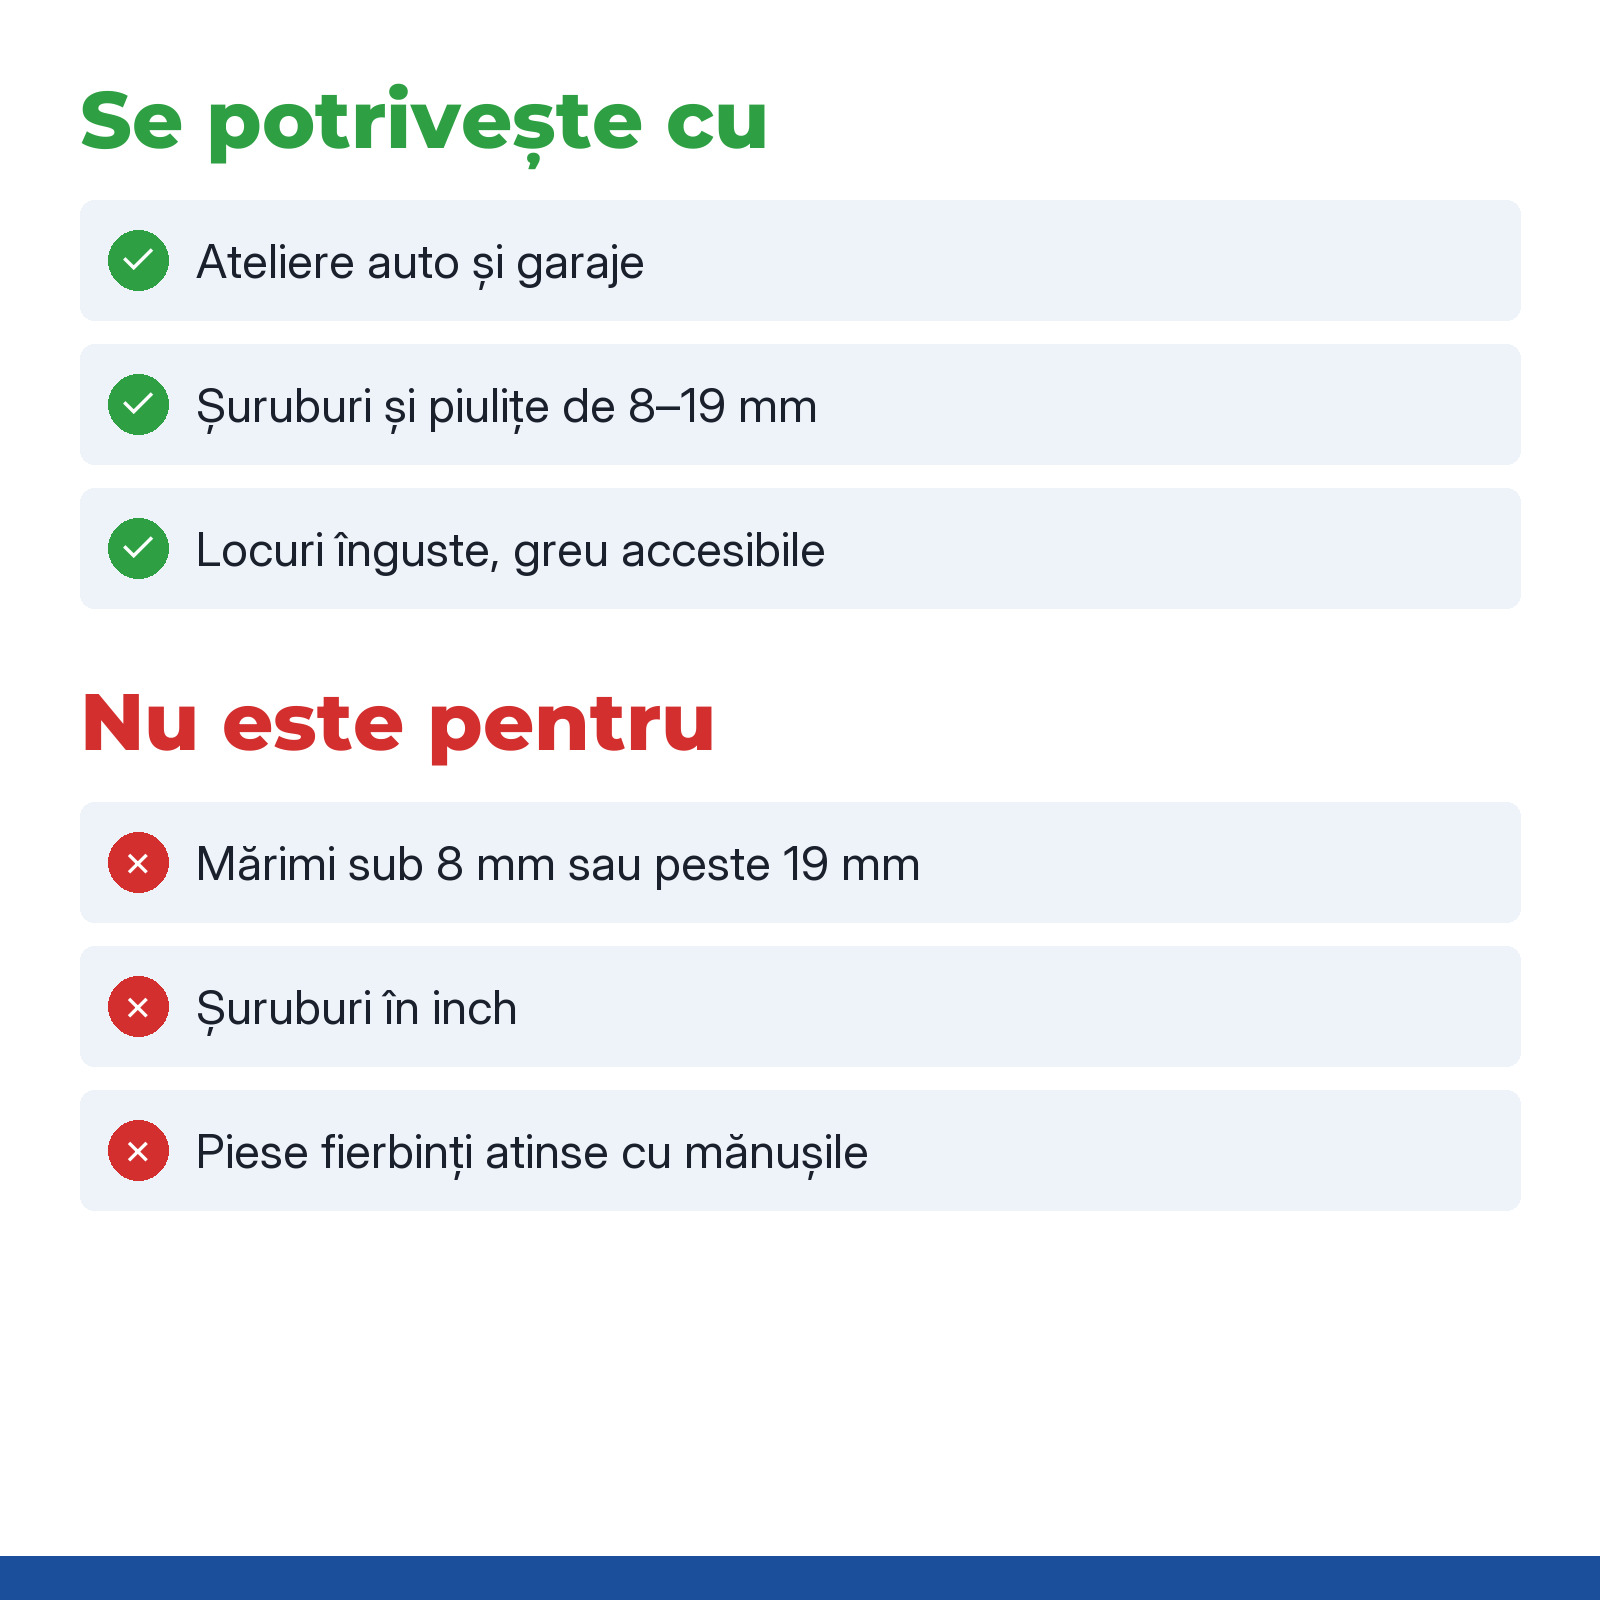 Se potrivește cu
Ateliere auto și garaje
Șuruburi și piulițe de 8–19 mm
Locuri înguste, greu accesibile
Nu este pentru
Mărimi sub 8 mm sau peste 19 mm
Șuruburi în inch
Piese fierbinți atinse cu mănușile